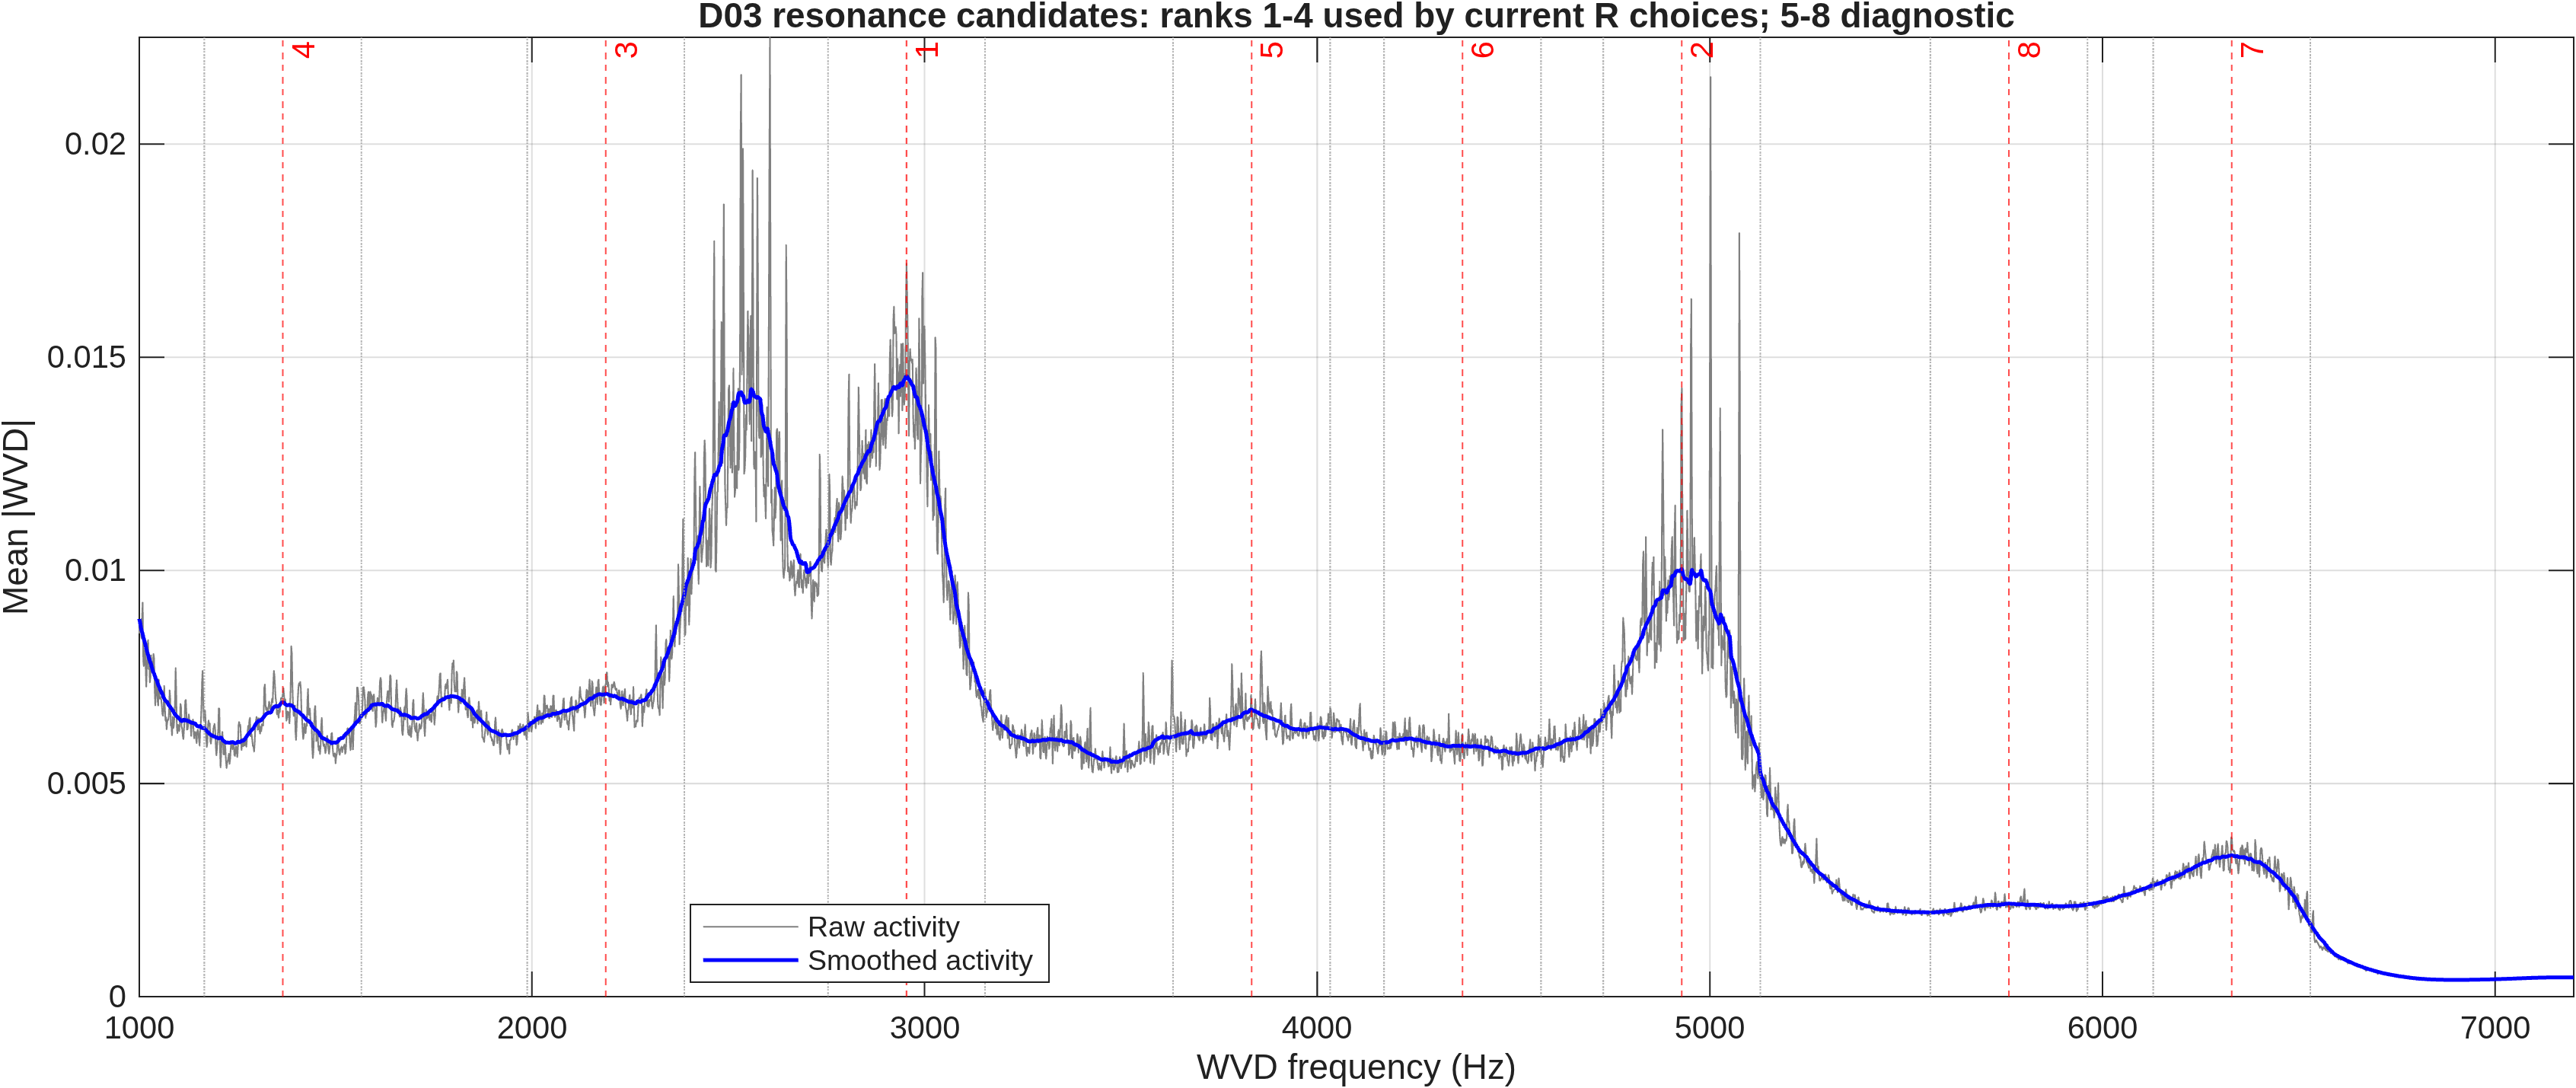 D03 resonance candidates: ranks 1-4 used by current R choices; 5-8 diagnostic
4 3 1 5 6 2 8 7
0.02
0.015
0.01
0.005
0
Mean |WVD|
Raw activity
Smoothed activity
1000 2000 3000 4000 5000 6000 7000
WVD frequency (Hz)